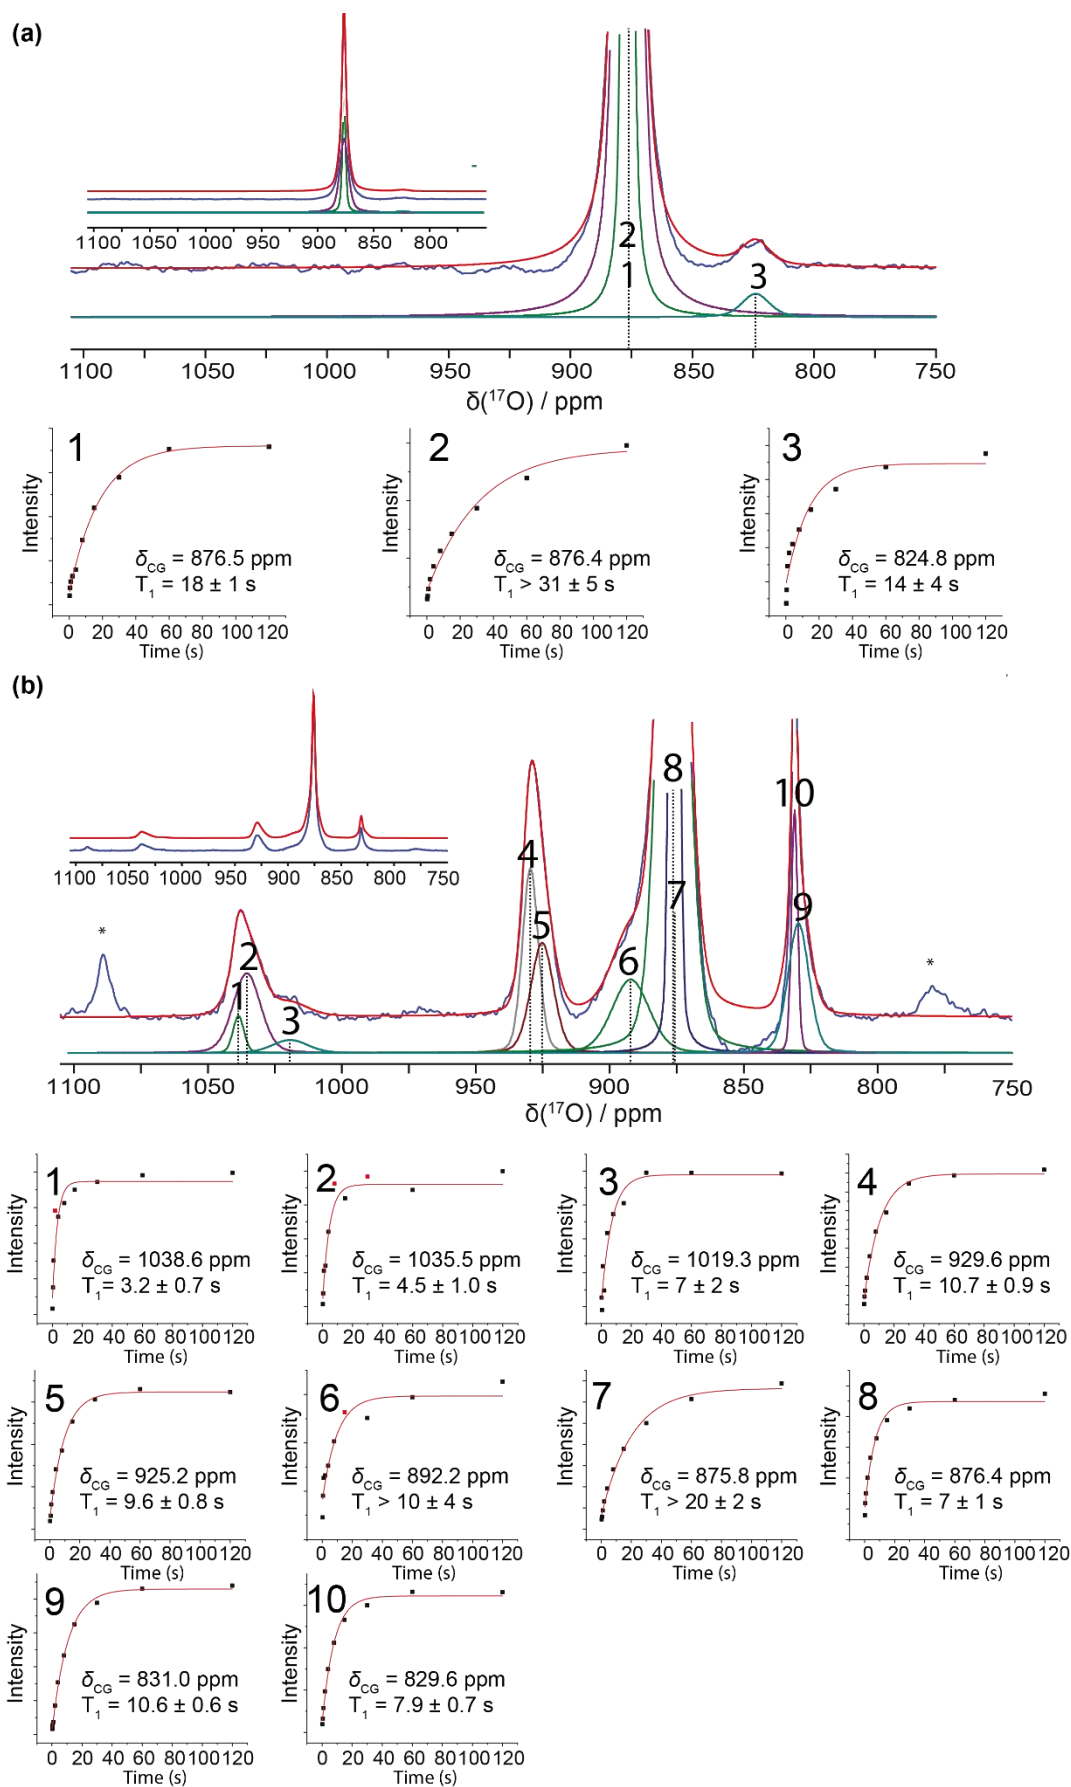 (a)
1100 1050 1000 950 900 850 800
2
1
3
1100 1050 1000 950 900 850 800 750
δ(¹⁷O) / ppm
1
Intensity
δCG = 876.5 ppm
T₁ = 18 ± 1 s
0 20 40 60 80 100 120
Time (s)
2
Intensity
δCG = 876.4 ppm
T₁ > 31 ± 5 s
0 20 40 60 80 100 120
Time (s)
3
Intensity
δCG = 824.8 ppm
T₁ = 14 ± 4 s
0 20 40 60 80 100 120
Time (s)
(b)
1100 1050 1000 950 900 850 800 750
*
1
2
3
4
5
6
7
8
9
10
*
1100 1050 1000 950 900 850 800 750
δ(¹⁷O) / ppm
1
Intensity
δCG = 1038.6 ppm
T₁= 3.2 ± 0.7 s
0 20 40 60 80 100 120
Time (s)
2
Intensity
δCG = 1035.5 ppm
T₁ = 4.5 ± 1.0 s
0 20 40 60 80 100 120
Time (s)
3
Intensity
δCG = 1019.3 ppm
T₁ = 7 ± 2 s
0 20 40 60 80 100 120
Time (s)
4
Intensity
δCG = 929.6 ppm
T₁ = 10.7 ± 0.9 s
0 20 40 60 80 100 120
Time (s)
5
Intensity
δCG = 925.2 ppm
T₁ = 9.6 ± 0.8 s
0 20 40 60 80 100 120
Time (s)
6
Intensity
δCG = 892.2 ppm
T₁ > 10 ± 4 s
0 20 40 60 80 100 120
Time (s)
7
Intensity
δCG = 875.8 ppm
T₁ > 20 ± 2 s
0 20 40 60 80 100 120
Time (s)
8
Intensity
δCG = 876.4 ppm
T₁ = 7 ± 1 s
0 20 40 60 80 100 120
Time (s)
9
Intensity
δCG = 831.0 ppm
T₁ = 10.6 ± 0.6 s
0 20 40 60 80 100 120
Time (s)
10
Intensity
δCG = 829.6 ppm
T₁ = 7.9 ± 0.7 s
0 20 40 60 80 100 120
Time (s)